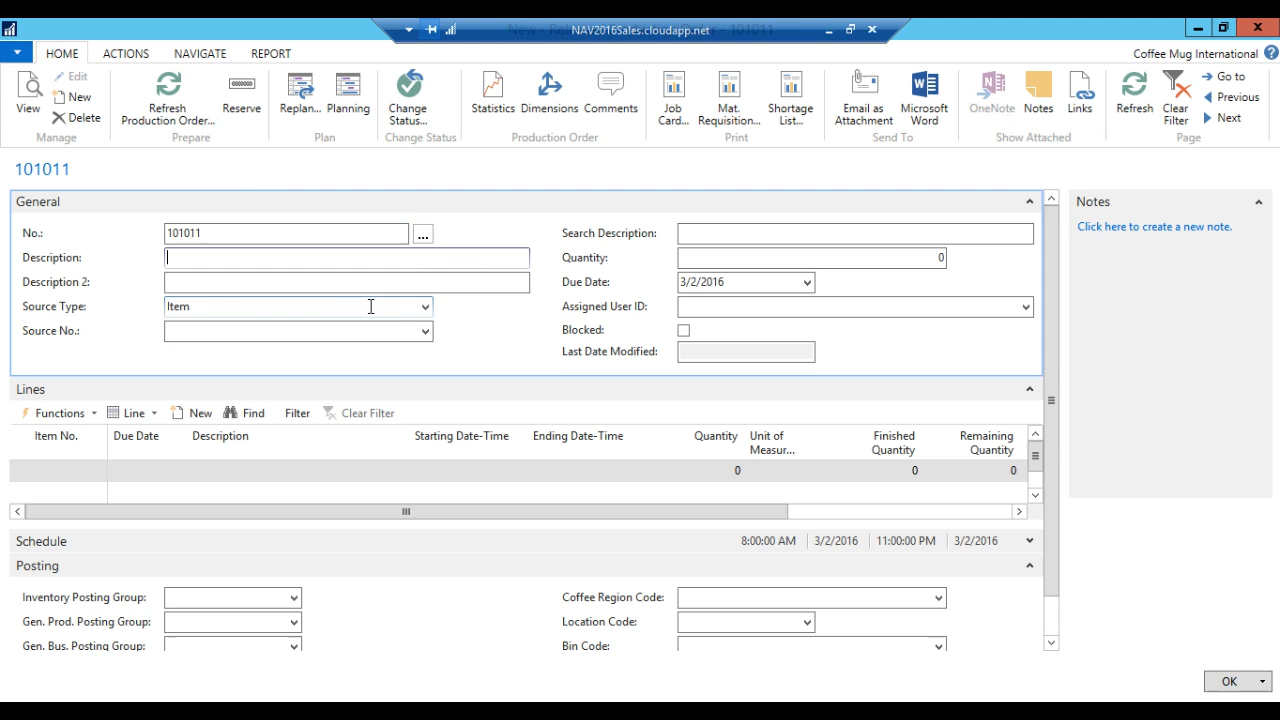 NAV2016Sales.cloudapp.net
HOME ACTIONS NAVIGATE REPORT
Coffee Mug International
View
Edit
New
Delete
Manage
Refresh Production Order...
Reserve
Prepare
Replan...
Planning
Plan
Change Status...
Change Status
Statistics
Dimensions
Comments
Production Order
Job Card...
Mat. Requisition...
Shortage List...
Print
Email as Attachment
Microsoft Word
Send To
OneNote
Notes
Links
Show Attached
Refresh
Clear Filter
Go to
Previous
Next
Page
101011
General
No.: 101011 ...
Description:
Description 2:
Source Type: Item
Source No.:
Search Description:
Quantity: 0
Due Date: 3/2/2016
Assigned User ID:
Blocked:
Last Date Modified:
Notes
Click here to create a new note.
Lines
Functions Line New Find Filter Clear Filter
Item No. Due Date Description Starting Date-Time Ending Date-Time Quantity Unit of Measur... Finished Quantity Remaining Quantity
0 0 0
Schedule 8:00:00 AM 3/2/2016 11:00:00 PM 3/2/2016
Posting
Inventory Posting Group:
Gen. Prod. Posting Group:
Gen. Bus. Posting Group:
Coffee Region Code:
Location Code:
Bin Code:
OK